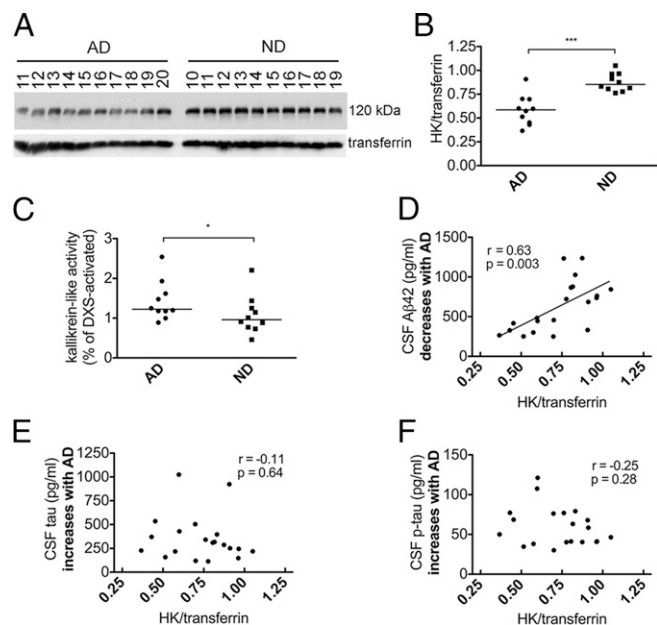 A
AD ND
11 12 13 14 15 16 17 18 19 20 10 11 12 13 14 15 16 17 18 19
120 kDa
transferrin
B
***
HK/transferrin
1.25
1.00
0.75
0.50
0.25
0.00
AD ND
C
*
kallikrein-like activity
(% of DXS-activated)
3
2
1
0
AD ND
D
r = 0.63
p = 0.003
CSF Aβ42 (pg/ml)
decreases with AD
1500
1000
500
0
0.25 0.50 0.75 1.00 1.25
HK/transferrin
E
r = -0.11
p = 0.64
CSF tau (pg/ml)
increases with AD
1250
1000
750
500
250
0
0.25 0.50 0.75 1.00 1.25
HK/transferrin
F
r = -0.25
p = 0.28
CSF p-tau (pg/ml)
increases with AD
150
100
50
0
0.25 0.50 0.75 1.00 1.25
HK/transferrin